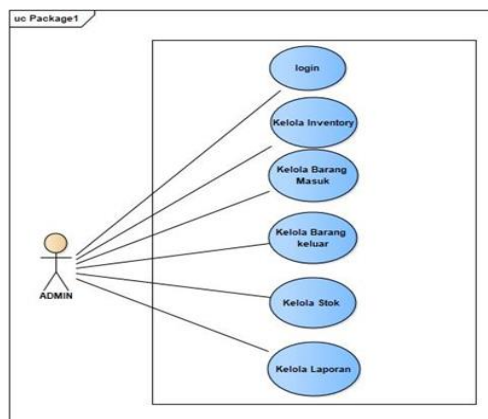 uc Package1
login
Kelola Inventory
Kelola Barang
Masuk
Kelola Barang
keluar
ADMIN
Kelola Stok
Kelola Laporan